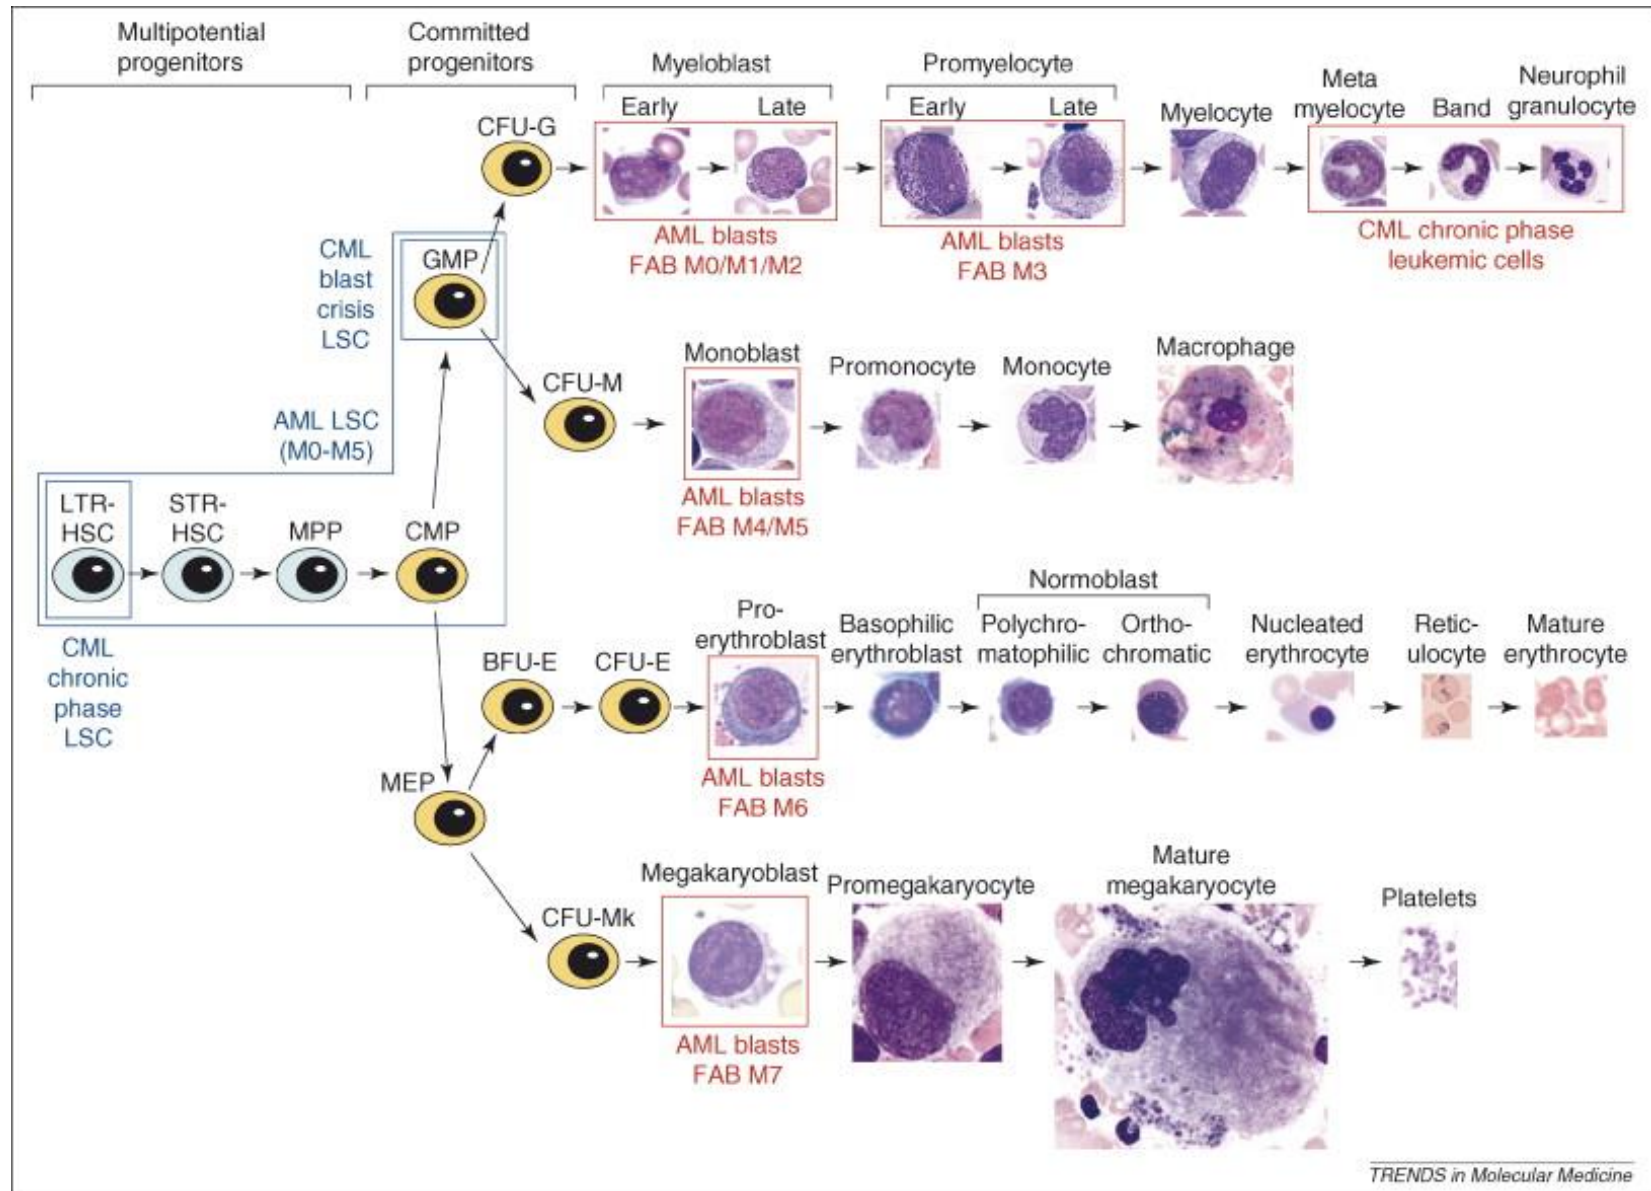 Multipotential
progenitors
Committed
progenitors
Myeloblast
Early
Late
Promyelocyte
Early
Late
Myelocyte
Meta
myelocyte
Band
Neurophil
granulocyte
CFU-G
AML blasts
FAB M0/M1/M2
AML blasts
FAB M3
CML chronic phase
leukemic cells
CML
blast
crisis
LSC
GMP
CFU-M
Monoblast
Promonocyte
Monocyte
Macrophage
AML blasts
FAB M4/M5
AML LSC
(M0-M5)
LTR-
HSC
STR-
HSC
MPP
CMP
CML
chronic
phase
LSC
BFU-E
CFU-E
Pro-
erythroblast
Basophilic
erythroblast
Normoblast
Polychro-
matophilic
Ortho-
chromatic
Nucleated
erythrocyte
Retic-
ulocyte
Mature
erythrocyte
AML blasts
FAB M6
MEP
CFU-Mk
Megakaryoblast
Promegakaryocyte
Mature
megakaryocyte
Platelets
AML blasts
FAB M7
TRENDS in Molecular Medicine